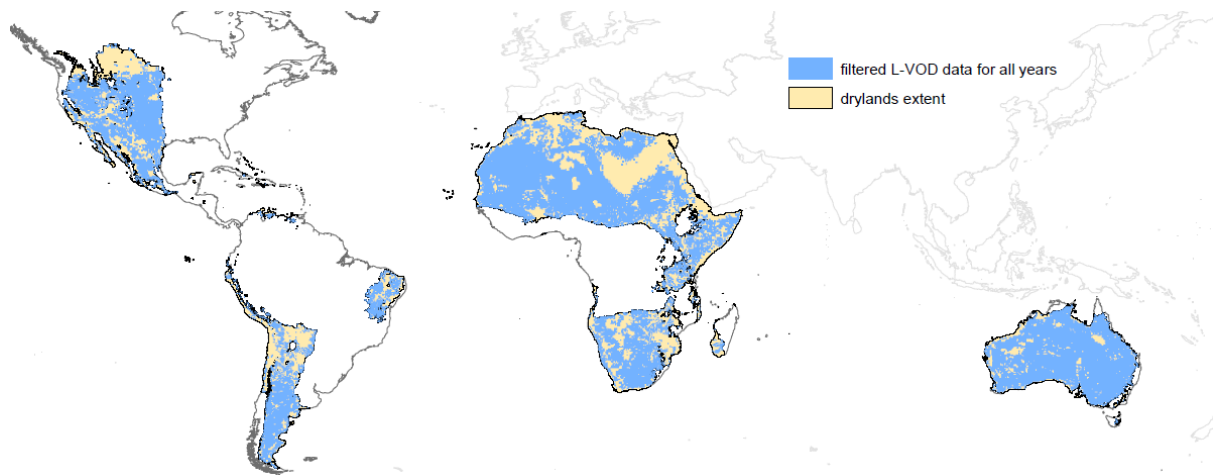 filtered L-VOD data for all years
drylands extent